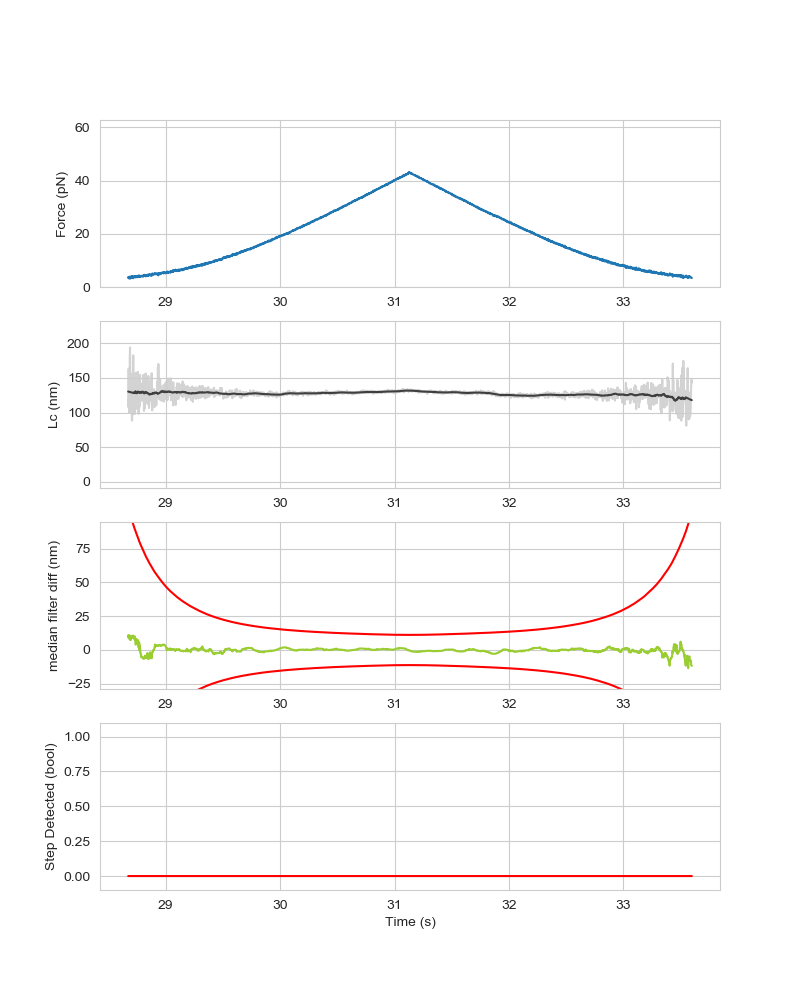 60
40
20
0
Force (pN)
29 30 31 32 33
200
150
100
50
0
Lc (nm)
29 30 31 32 33
75
50
25
0
−25
median filter diff (nm)
29 30 31 32 33
1.00
0.75
0.50
0.25
0.00
Step Detected (bool)
29 30 31 32 33
Time (s)